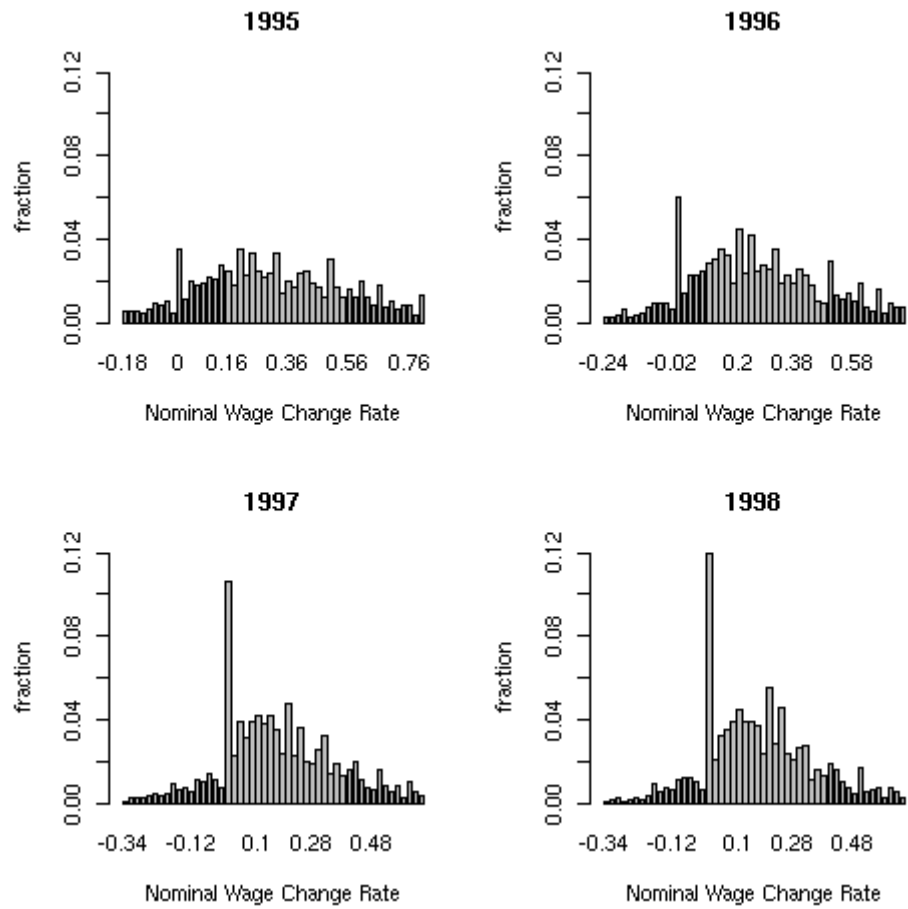 1995
0.12
0.08
0.04
0.00
fraction
-0.18 0 0.16 0.36 0.56 0.76
Nominal Wage Change Rate
1996
0.12
0.08
0.04
0.00
fraction
-0.24 -0.02 0.2 0.38 0.58
Nominal Wage Change Rate
1997
0.12
0.08
0.04
0.00
fraction
-0.34 -0.12 0.1 0.28 0.48
Nominal Wage Change Rate
1998
0.12
0.08
0.04
0.00
fraction
-0.34 -0.12 0.1 0.28 0.48
Nominal Wage Change Rate